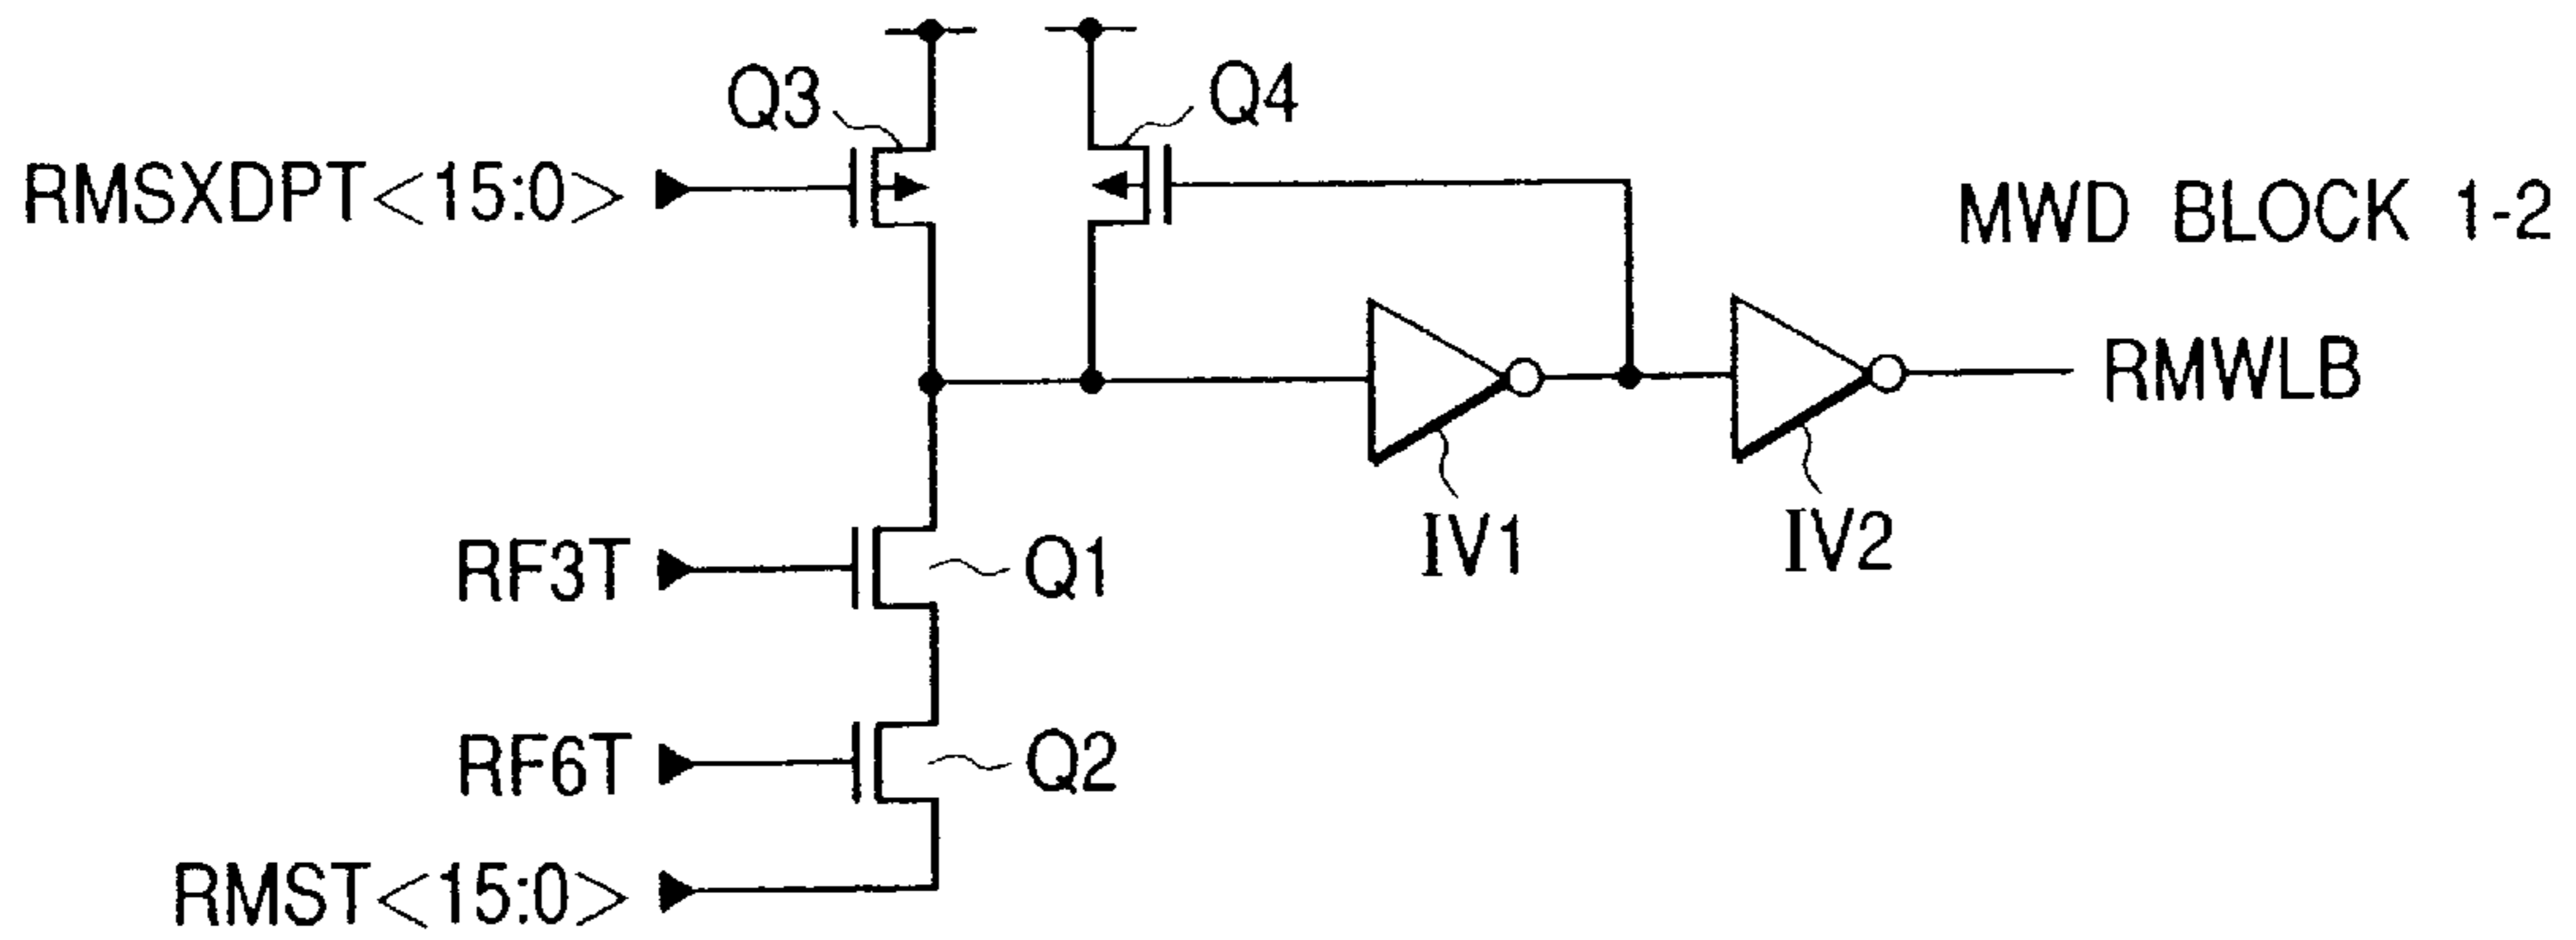 Q3
Q4
RMSXDPT<15:0>
MWD BLOCK 1-2
RMWLB
IV1
IV2
RF3T
Q1
RF6T
Q2
RMST<15:0>